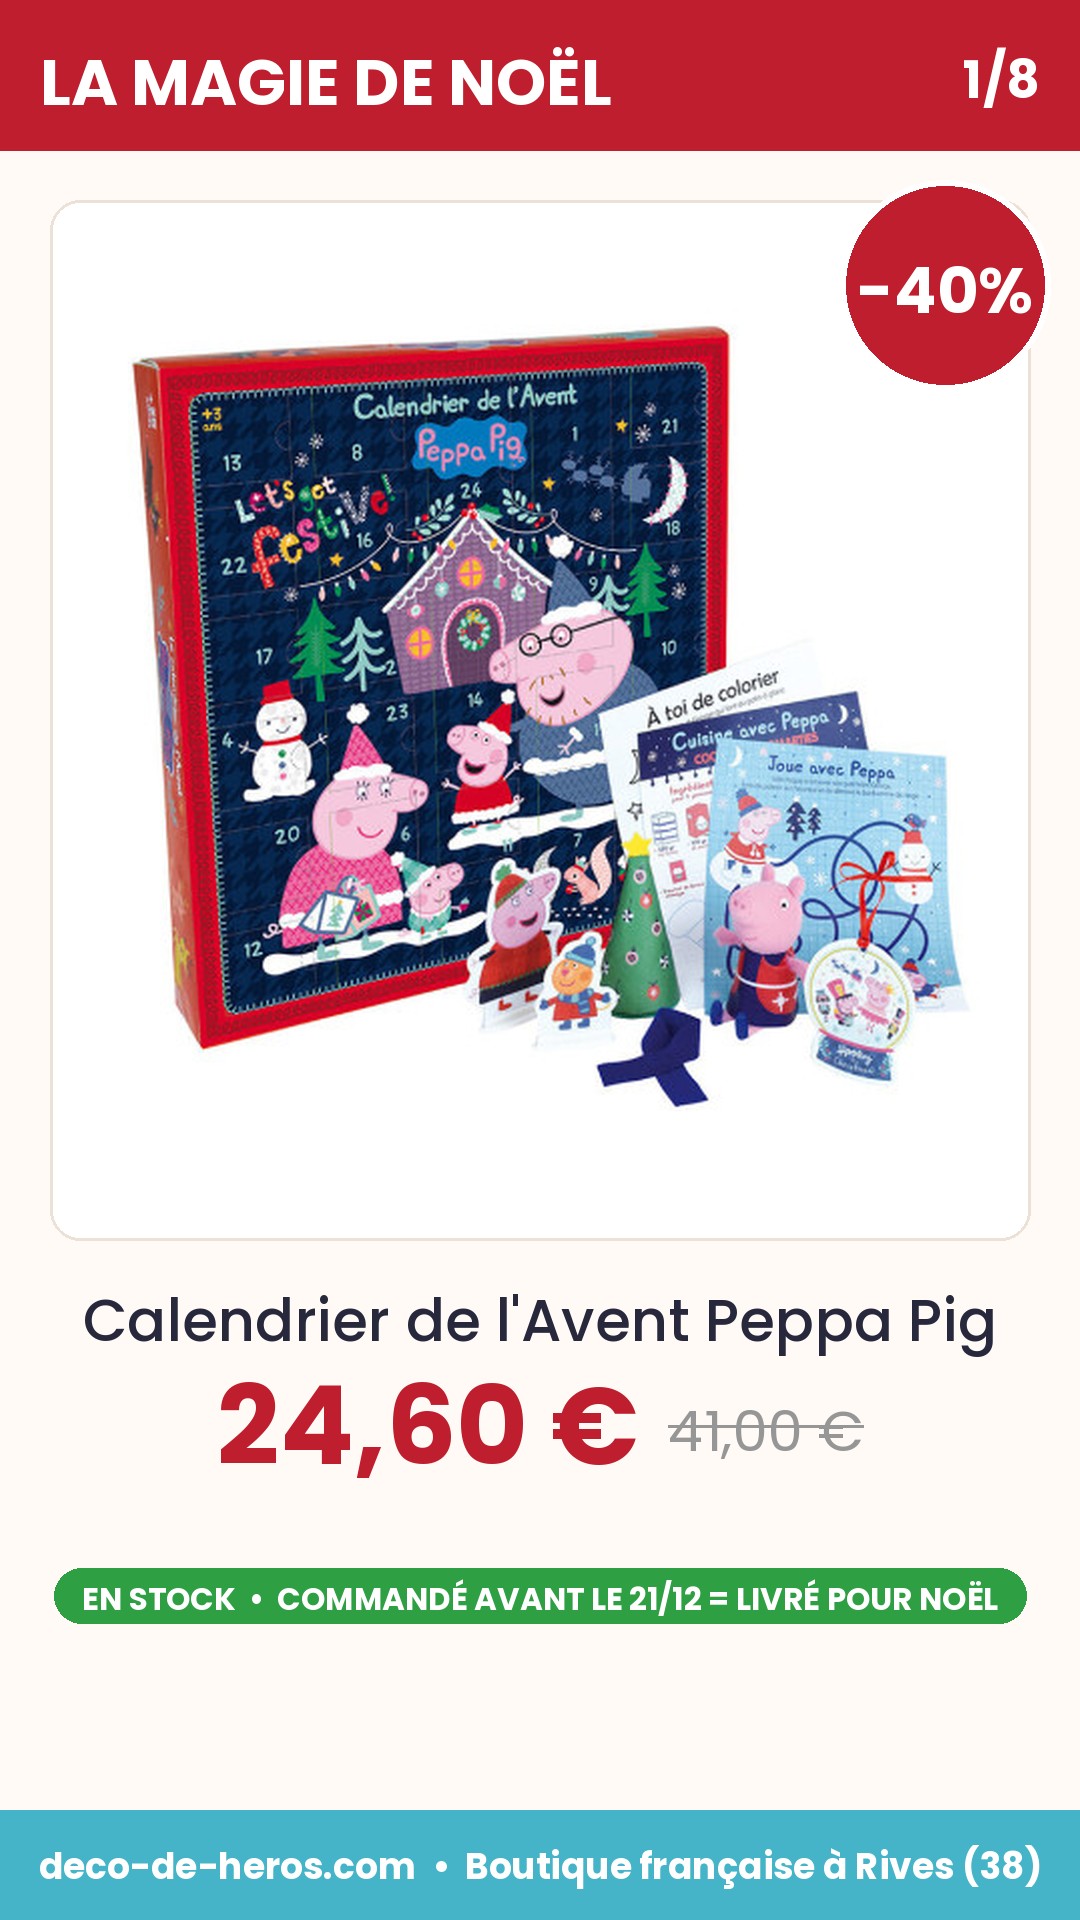 LA MAGIE DE NOËL
1/8
-40%
Calendrier de l'Avent
Peppa Pig
+3
ans
1
21
8
13
Let's get
festive!
24
16
18
22
9
10
17
2
14
23
4
20
6
7
11
12
À toi de colorier
Cuisine avec Peppa
Joue avec Peppa
Calendrier de l'Avent Peppa Pig
24,60 € 41,00 €
EN STOCK • COMMANDÉ AVANT LE 21/12 = LIVRÉ POUR NOËL
deco-de-heros.com • Boutique française à Rives (38)